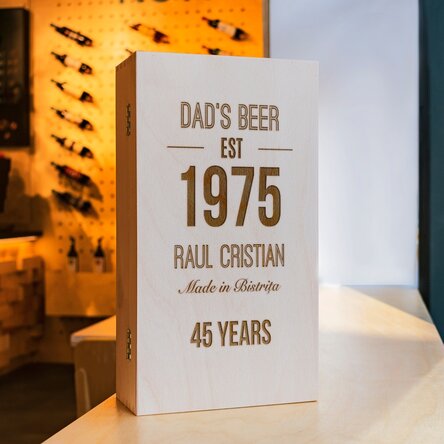 DAD'S BEER
EST
1975
RAUL CRISTIAN
Made in Bistrița
45 YEARS